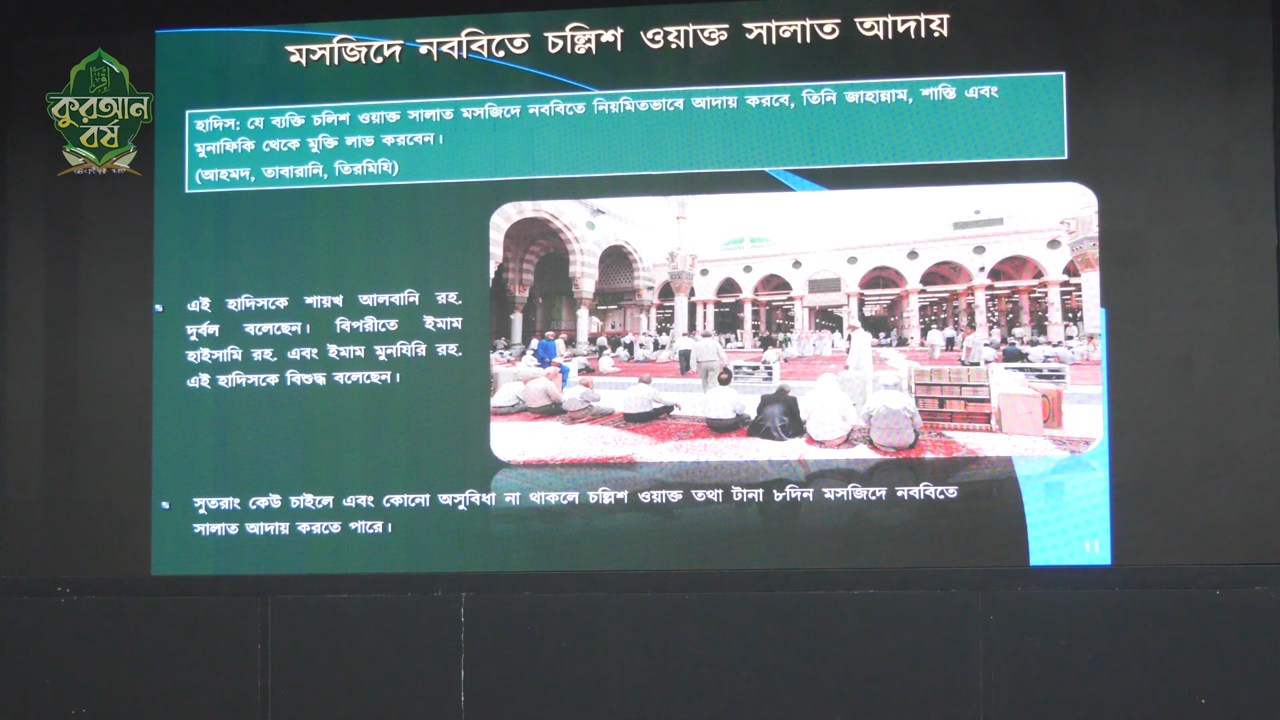 মসজিদে নববিতে চল্লিশ ওয়াক্ত সালাত আদায়
কুরআন
বর্ষ
হাদিস: যে ব্যক্তি চলিশ ওয়াক্ত সালাত মসজিদে নববিতে নিয়মিতভাবে আদায় করবে, তিনি জাহান্নাম, শাস্তি এবং
মুনাফিকি থেকে মুক্তি লাভ করবেন।
(আহমদ, তাবারানি, তিরমিযি)
এই হাদিসকে শায়খ আলবানি রহ.
দুর্বল বলেছেন। বিপরীতে ইমাম
হাইসামি রহ. এবং ইমাম মুনযিরি রহ.
এই হাদিসকে বিশুদ্ধ বলেছেন।
সুতরাং কেউ চাইলে এবং কোনো অসুবিধা না থাকলে চল্লিশ ওয়াক্ত তথা টানা ৮দিন মসজিদে নববিতে
সালাত আদায় করতে পারে।
11